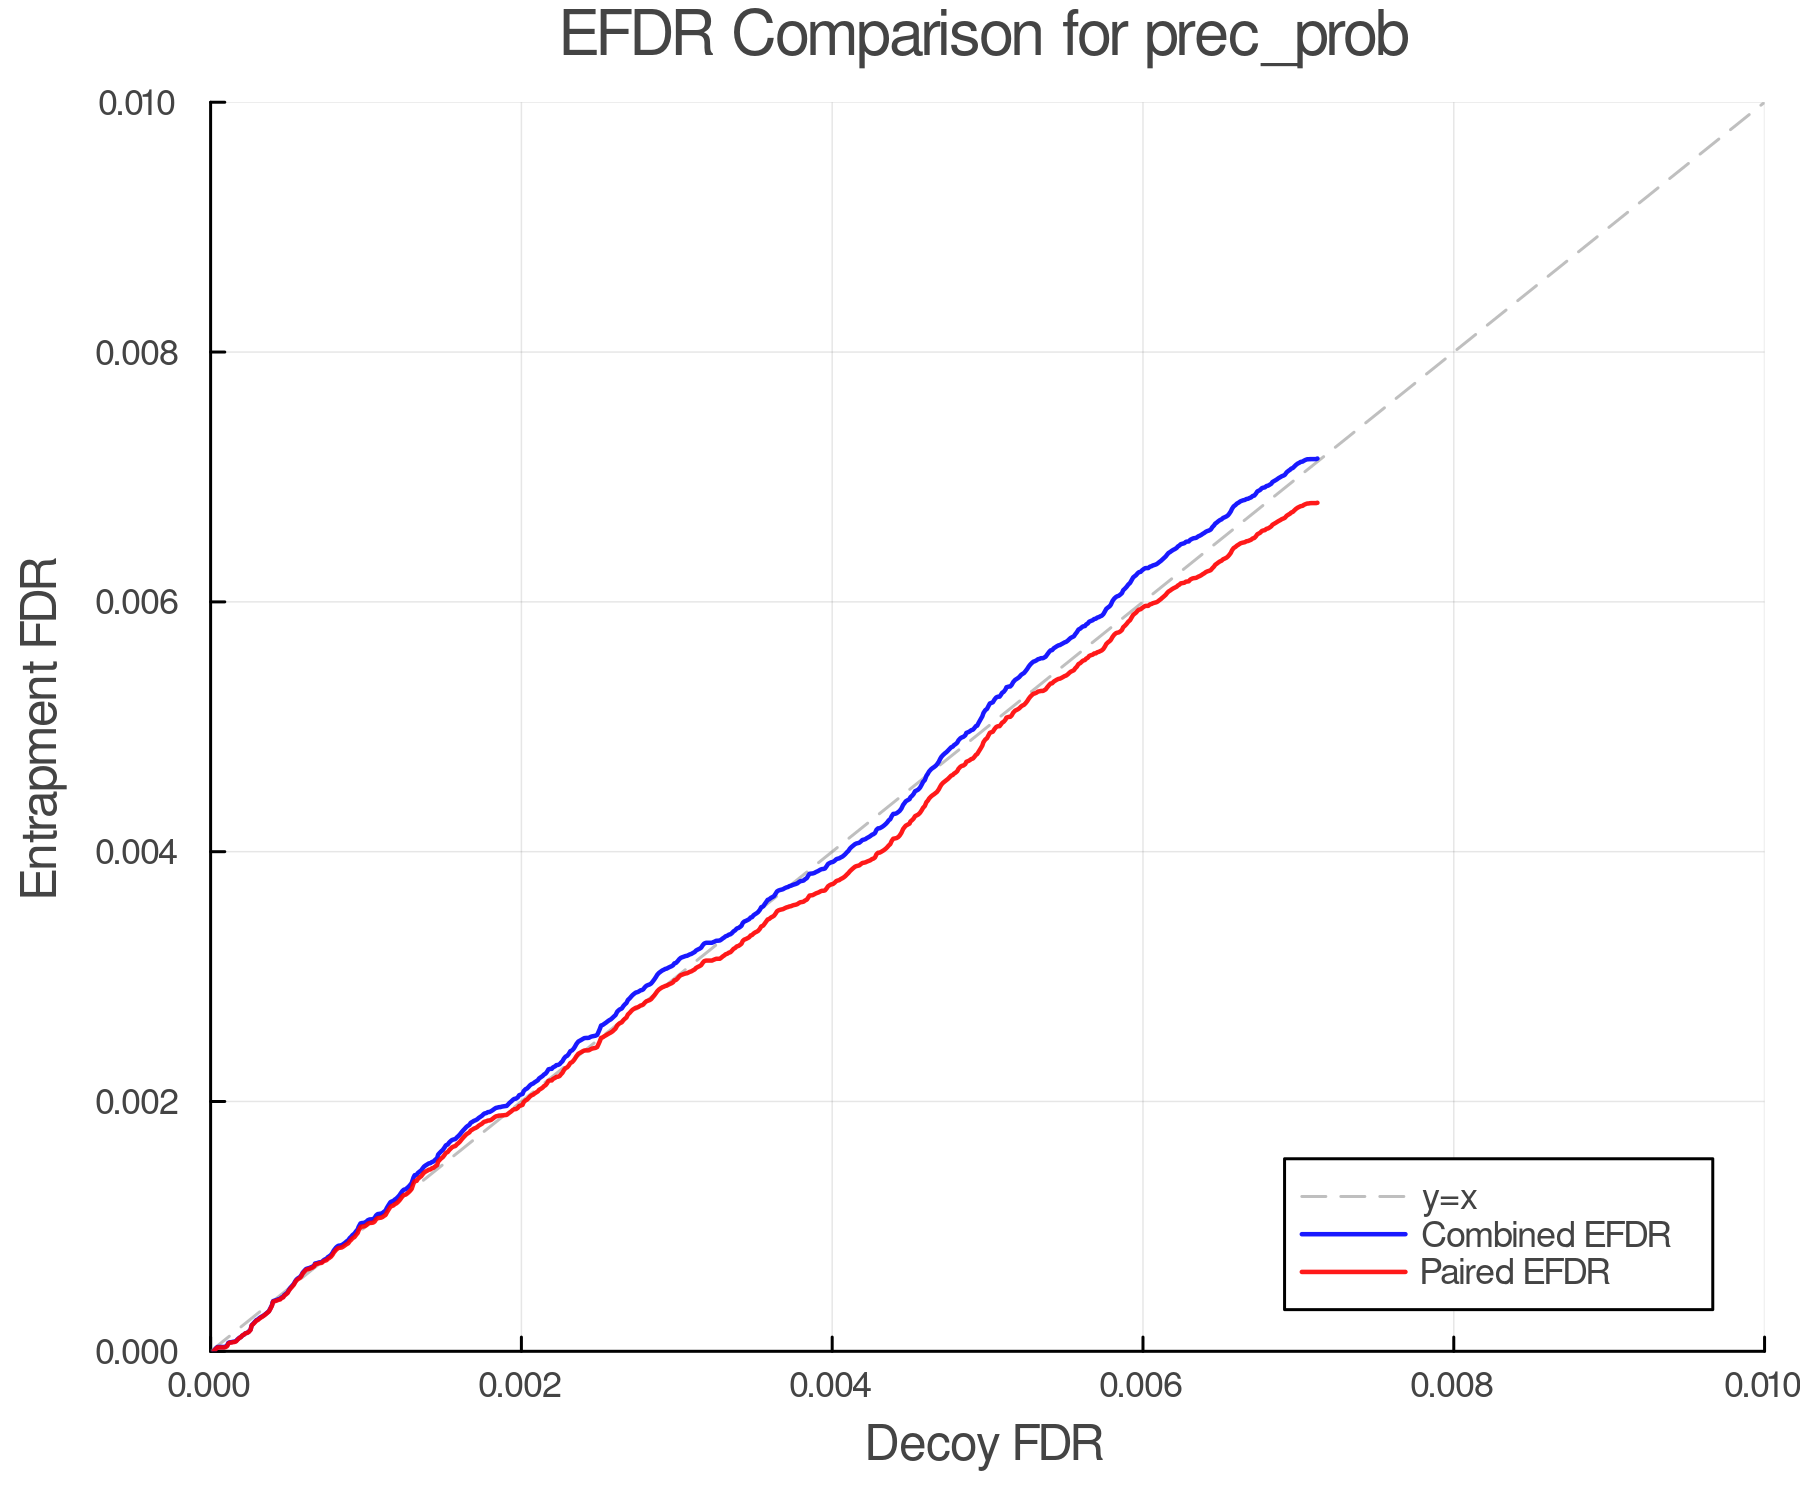 EFDR Comparison for prec_prob
Entrapment FDR
0.010
0.008
0.006
0.004
0.002
0.000
0.000 0.002 0.004 0.006 0.008 0.010
Decoy FDR
y=x
Combined EFDR
Paired EFDR